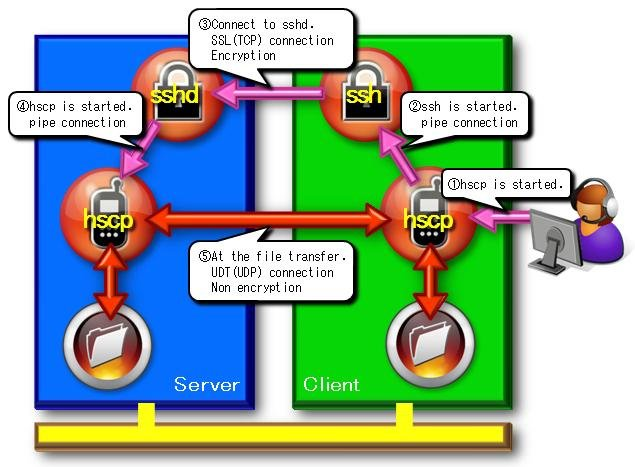 ③Connect to sshd.
SSL(TCP) connection
Encryption
sshd
ssh
④hscp is started.
pipe connection
②ssh is started.
pipe connection
①hscp is started.
hscp
hscp
⑤At the file transfer.
UDT(UDP) connection
Non encryption
Server
Client